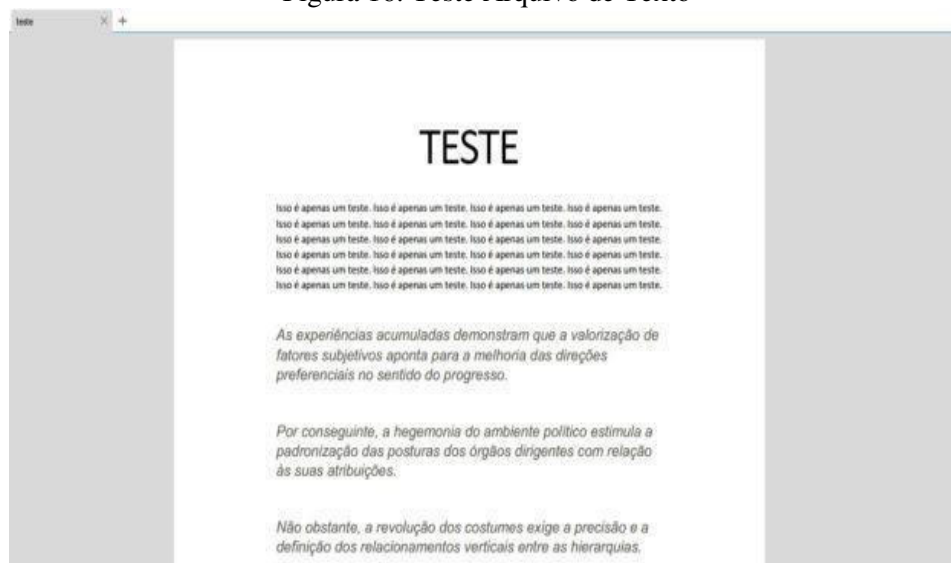 Figura 18: Teste Arquivo de Texto
teste × +
TESTE
Isso é apenas um teste. Isso é apenas um teste. Isso é apenas um teste. Isso é apenas um teste.
Isso é apenas um teste. Isso é apenas um teste. Isso é apenas um teste. Isso é apenas um teste.
Isso é apenas um teste. Isso é apenas um teste. Isso é apenas um teste. Isso é apenas um teste.
Isso é apenas um teste. Isso é apenas um teste. Isso é apenas um teste. Isso é apenas um teste.
Isso é apenas um teste. Isso é apenas um teste. Isso é apenas um teste. Isso é apenas um teste.
Isso é apenas um teste. Isso é apenas um teste. Isso é apenas um teste. Isso é apenas um teste.
As experiências acumuladas demonstram que a valorização de
fatores subjetivos aponta para a melhoria das direções
preferenciais no sentido do progresso.
Por conseguinte, a hegemonia do ambiente político estimula a
padronização das posturas dos órgãos dirigentes com relação
às suas atribuições.
Não obstante, a revolução dos costumes exige a precisão e a
definição dos relacionamentos verticais entre as hierarquias.